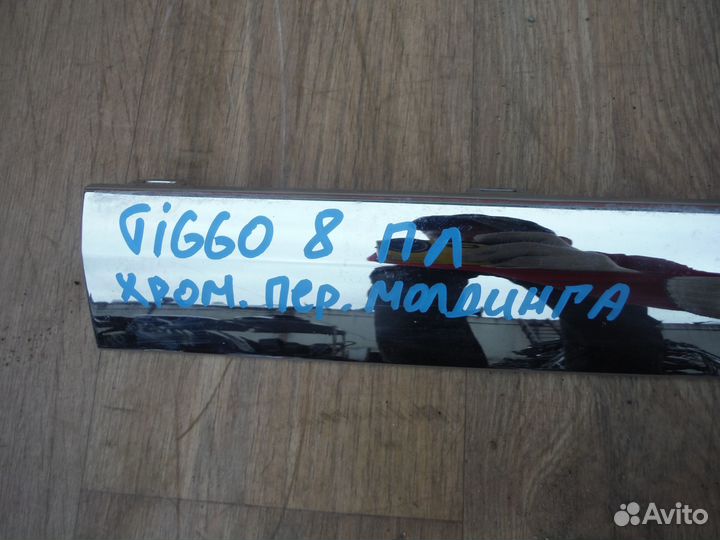 TiGGO 8 ПЛ
хром. пер. молдинга
Avito